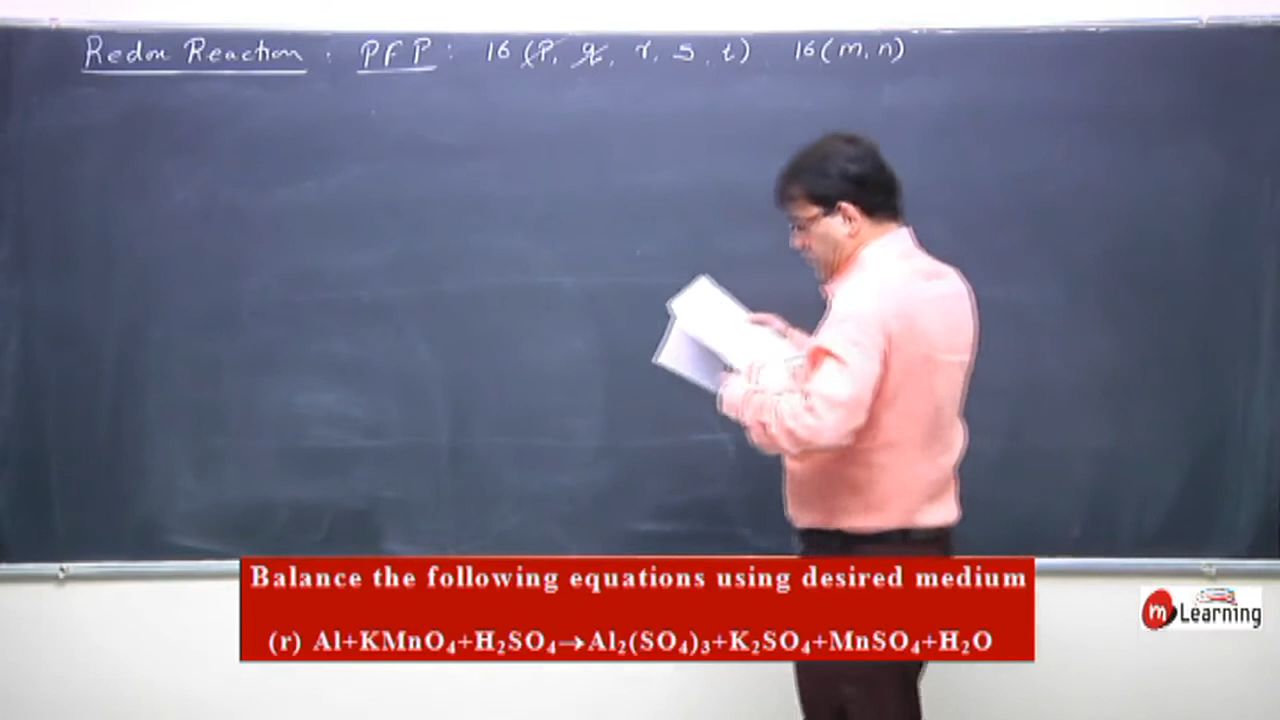 Redox Reaction : PFP : 16 (p, q, r, s, t) 16(m, n)
Balance the following equations using desired medium
(r) Al+KMnO₄+H₂SO₄→Al₂(SO₄)₃+K₂SO₄+MnSO₄+H₂O
m Learning